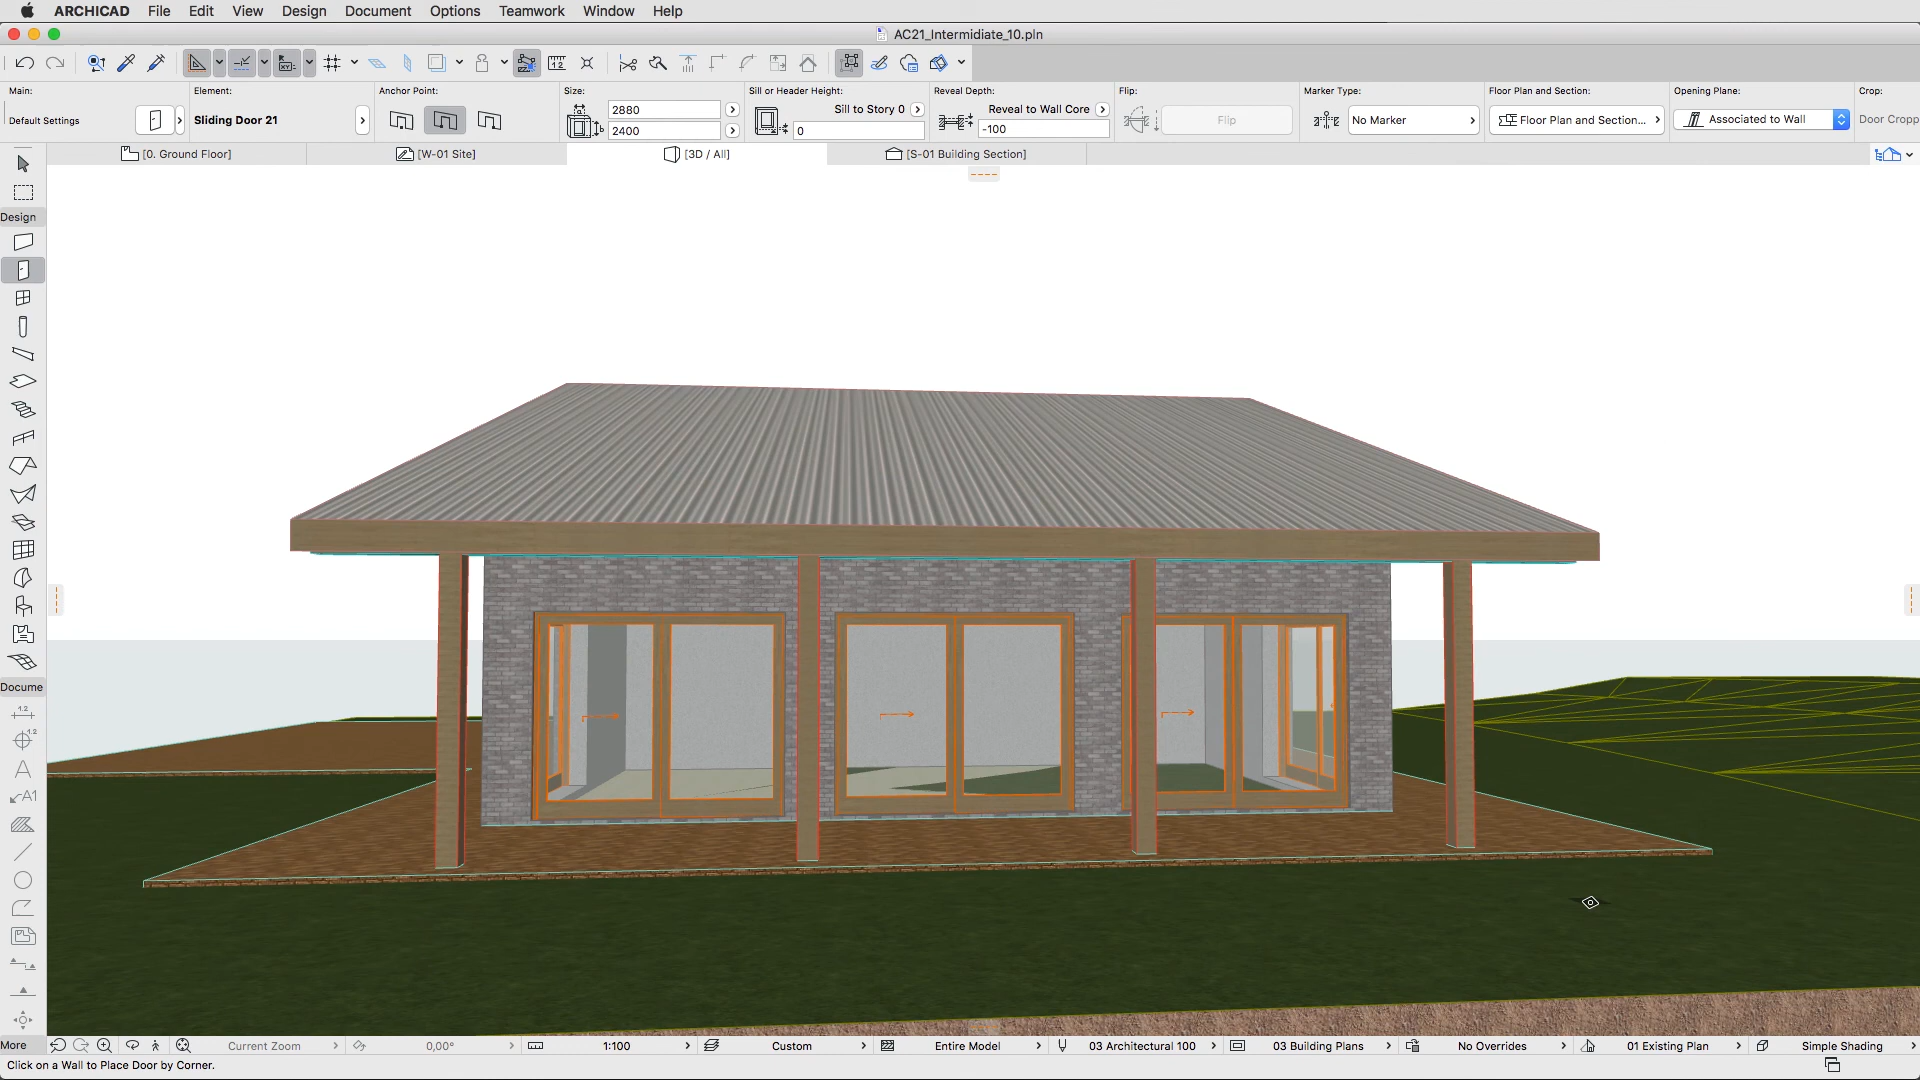 ARCHICAD File Edit View Design Document Options Teamwork Window Help
AC21_Intermidiate_10.pln
Main: Element: Anchor Point: Size: Sill or Header Height: Reveal Depth: Flip: Marker Type: Floor Plan and Section: Opening Plane: Crop:
2880 Sill to Story 0 Reveal to Wall Core
Default Settings Sliding Door 21 Flip No Marker Floor Plan and Section... Associated to Wall Door Cropp
2400 0 -100
[0. Ground Floor] [W-01 Site] [3D / All] [S-01 Building Section]
Design
Docume
1.2
1.2
A
A1
More Current Zoom 0,00° 1:100 Custom Entire Model 03 Architectural 100 03 Building Plans No Overrides 01 Existing Plan Simple Shading
Click on a Wall to Place Door by Corner.